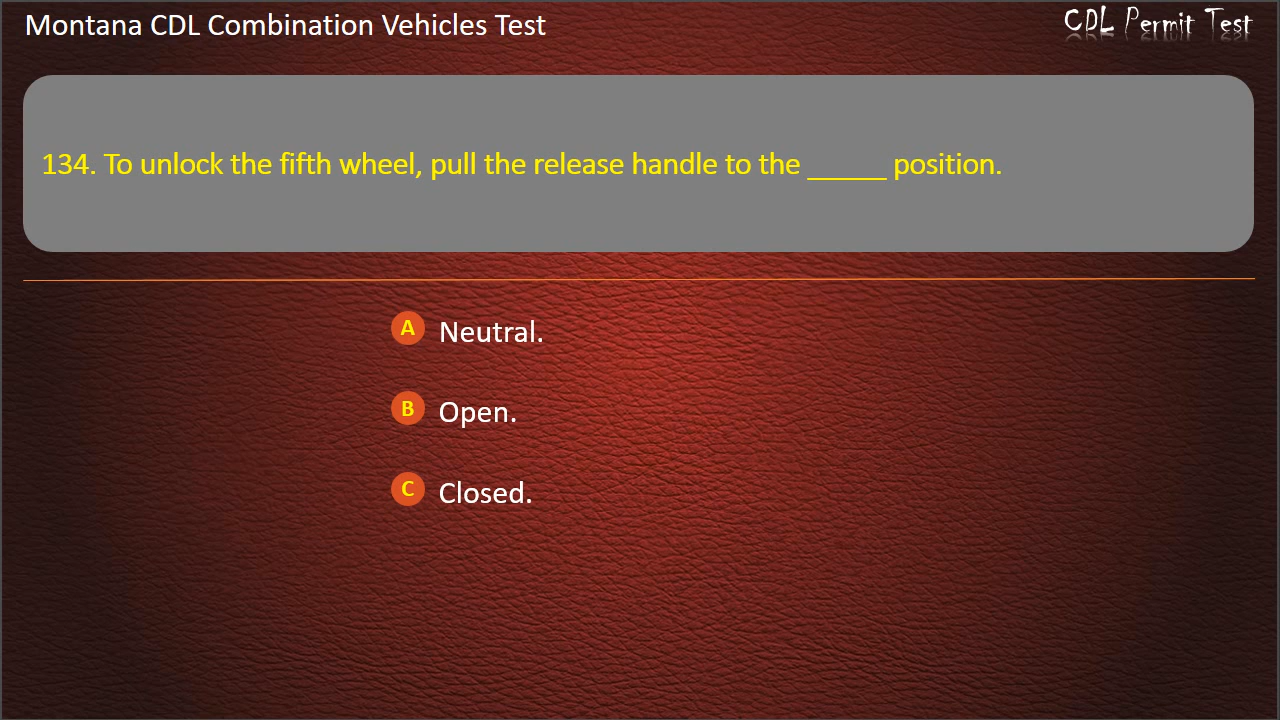 Montana CDL Combination Vehicles Test
CDL Permit Test
134. To unlock the fifth wheel, pull the release handle to the _____ position.
A Neutral.
B Open.
C Closed.